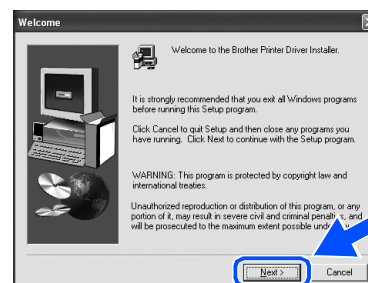 Welcome
Welcome to the Brother Printer Driver Installer.
It is strongly recommended that you exit all Windows programs
before running this Setup program.
Click Cancel to quit Setup and then close any programs you
have running. Click Next to continue with the Setup program.
WARNING: This program is protected by copyright law and
international treaties.
Unauthorized reproduction or distribution of this program, or any
portion of it, may result in severe civil and criminal penalties, and
will be prosecuted to the maximum extent possible under
Next >
Cancel